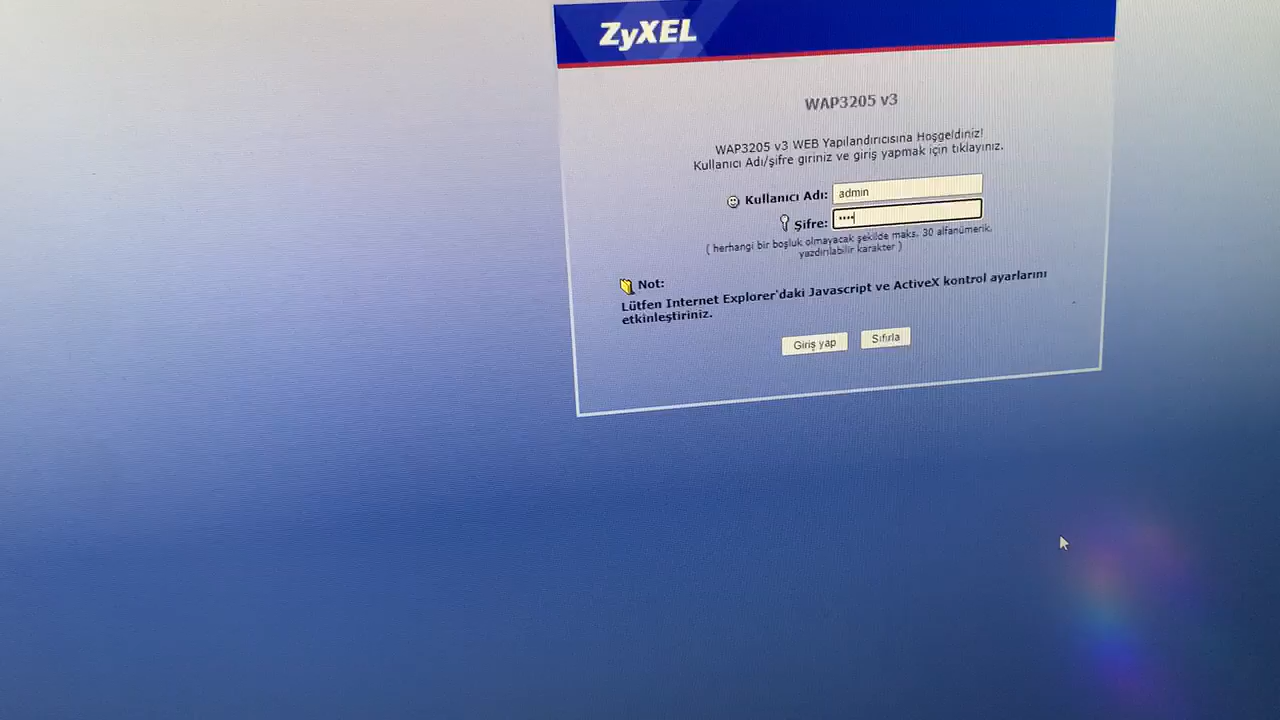 ZyXEL
WAP3205 v3
WAP3205 v3 WEB Yapılandırıcısına Hoşgeldiniz!
Kullanıcı Adı/şifre giriniz ve giriş yapmak için tıklayınız.
Kullanıcı Adı: admin
Şifre: ····
( herhangi bir boşluk olmayacak şekilde maks. 30 alfanümerik,
yazdırılabilir karakter )
Not:
Lütfen Internet Explorer'daki Javascript ve ActiveX kontrol ayarlarını
etkinleştiriniz.
Giriş yap Sıfırla